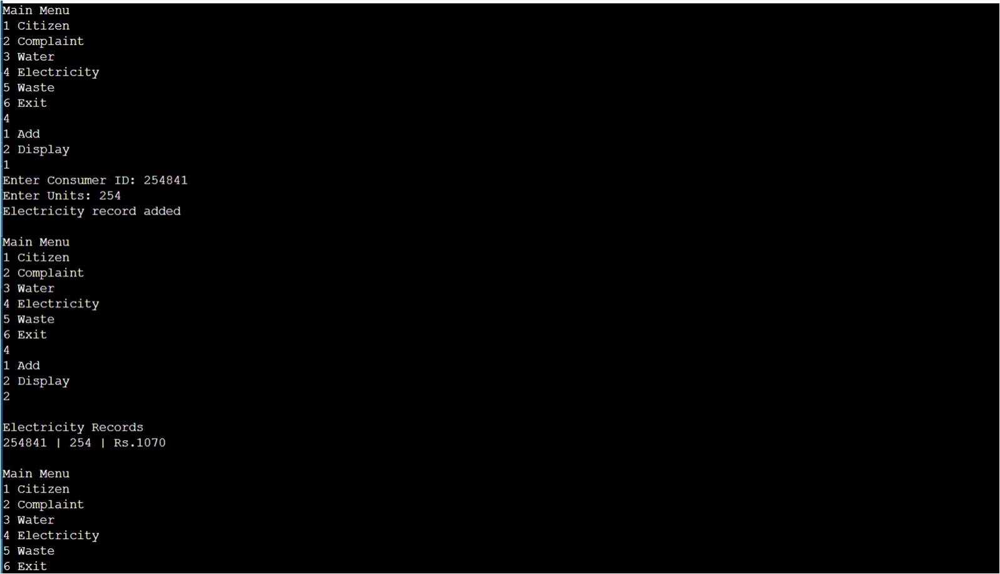 Main Menu
1 Citizen
2 Complaint
3 Water
4 Electricity
5 Waste
6 Exit
4
1 Add
2 Display
1
Enter Consumer ID: 254841
Enter Units: 254
Electricity record added
Main Menu
1 Citizen
2 Complaint
3 Water
4 Electricity
5 Waste
6 Exit
4
1 Add
2 Display
2
Electricity Records
254841 | 254 | Rs.1070
Main Menu
1 Citizen
2 Complaint
3 Water
4 Electricity
5 Waste
6 Exit